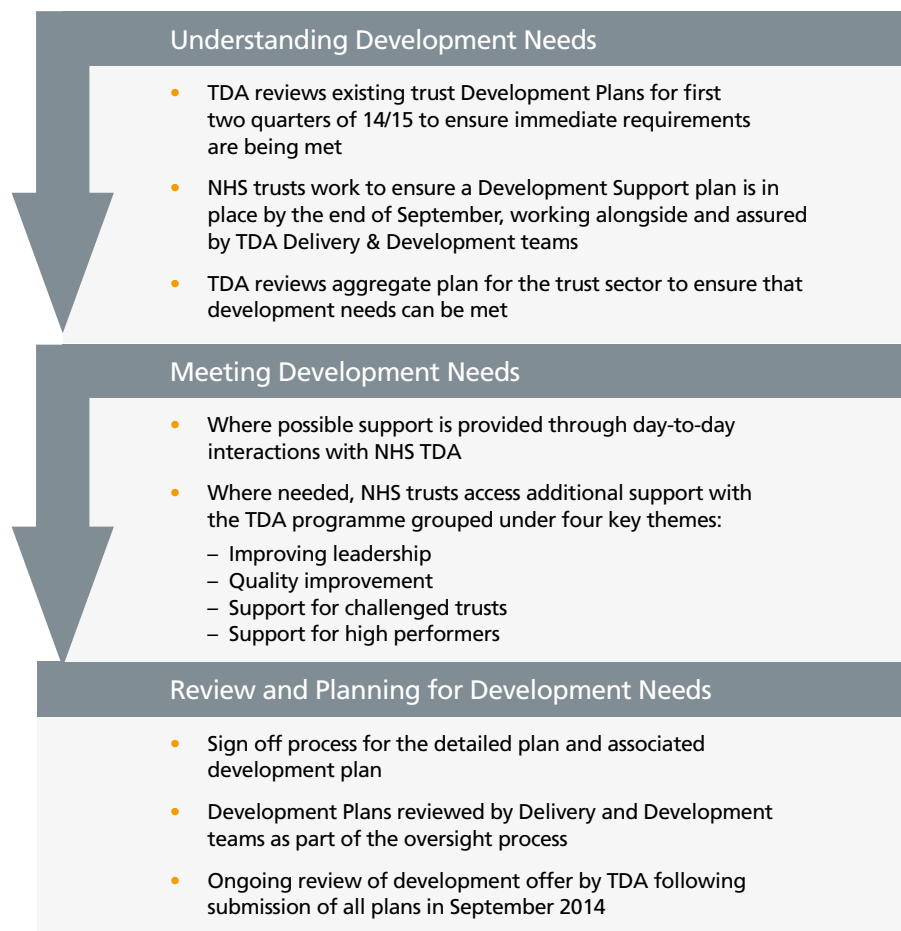 Understanding Development Needs
• TDA reviews existing trust Development Plans for first
two quarters of 14/15 to ensure immediate requirements
are being met
• NHS trusts work to ensure a Development Support plan is in
place by the end of September, working alongside and assured
by TDA Delivery & Development teams
• TDA reviews aggregate plan for the trust sector to ensure that
development needs can be met
Meeting Development Needs
• Where possible support is provided through day-to-day
interactions with NHS TDA
• Where needed, NHS trusts access additional support with
the TDA programme grouped under four key themes:
– Improving leadership
– Quality improvement
– Support for challenged trusts
– Support for high performers
Review and Planning for Development Needs
• Sign off process for the detailed plan and associated
development plan
• Development Plans reviewed by Delivery and Development
teams as part of the oversight process
• Ongoing review of development offer by TDA following
submission of all plans in September 2014